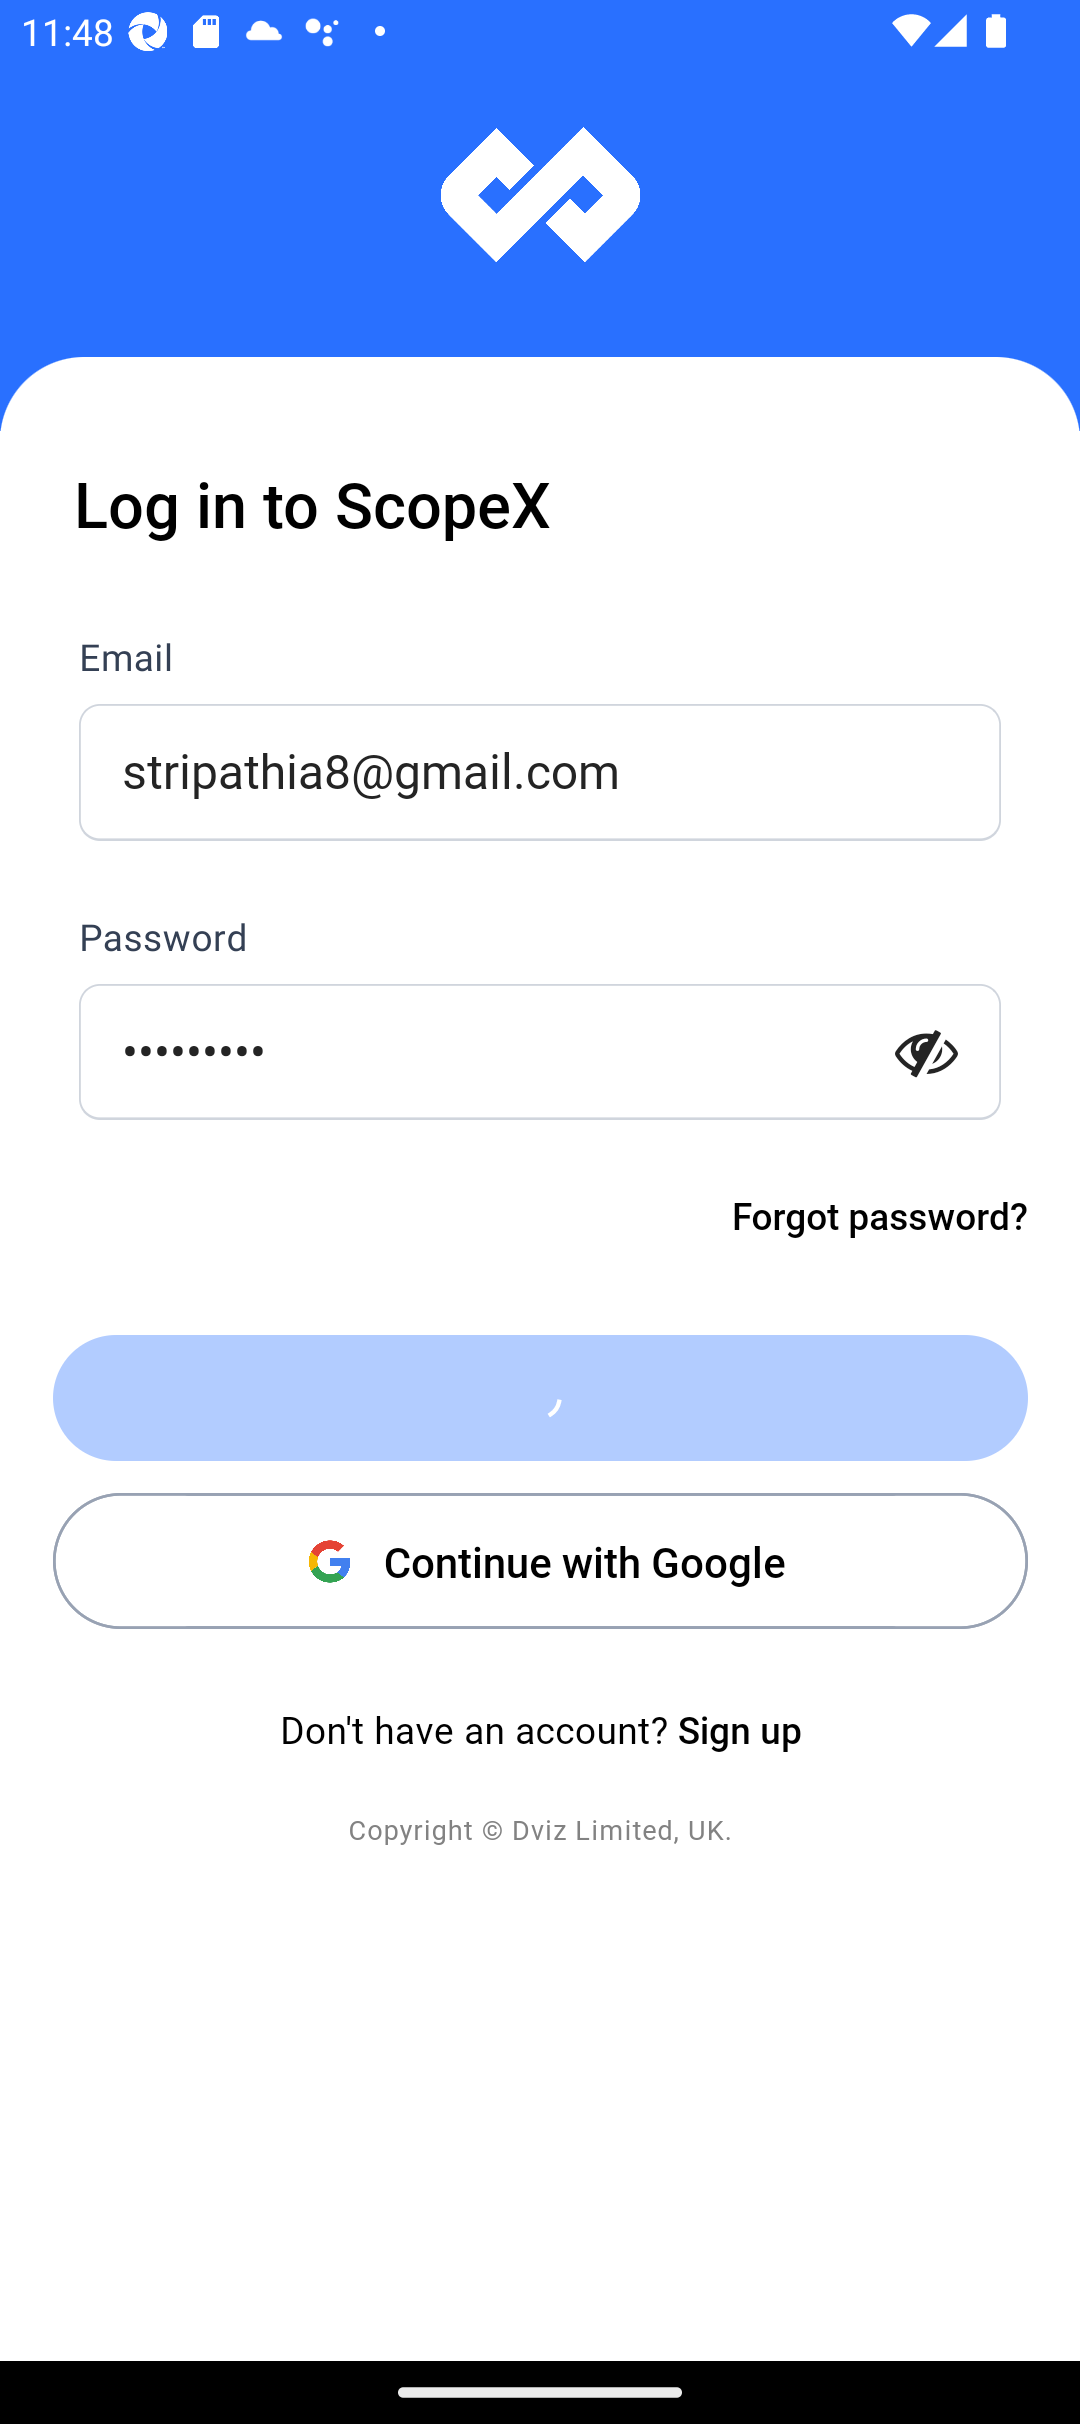 11:48
Log in to ScopeX
Email
stripathia8@gmail.com
Password
•••••••••
Forgot password?
Continue with Google
Don't have an account? Sign up
Copyright © Dviz Limited, UK.